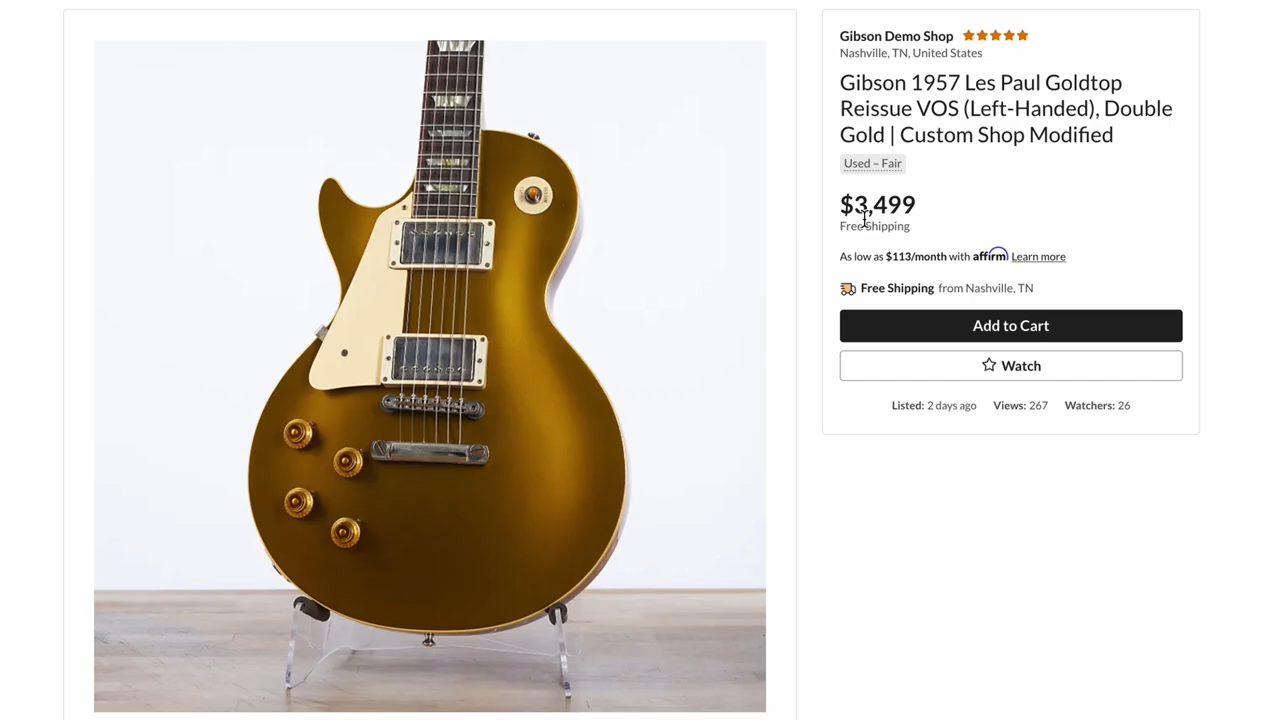 Gibson Demo Shop
Nashville, TN, United States
Gibson 1957 Les Paul Goldtop
Reissue VOS (Left-Handed), Double
Gold | Custom Shop Modified
Used – Fair
$3,499
Free Shipping
As low as $113/month with affirm Learn more
Free Shipping from Nashville, TN
Add to Cart
Watch
Listed: 2 days ago Views: 267 Watchers: 26